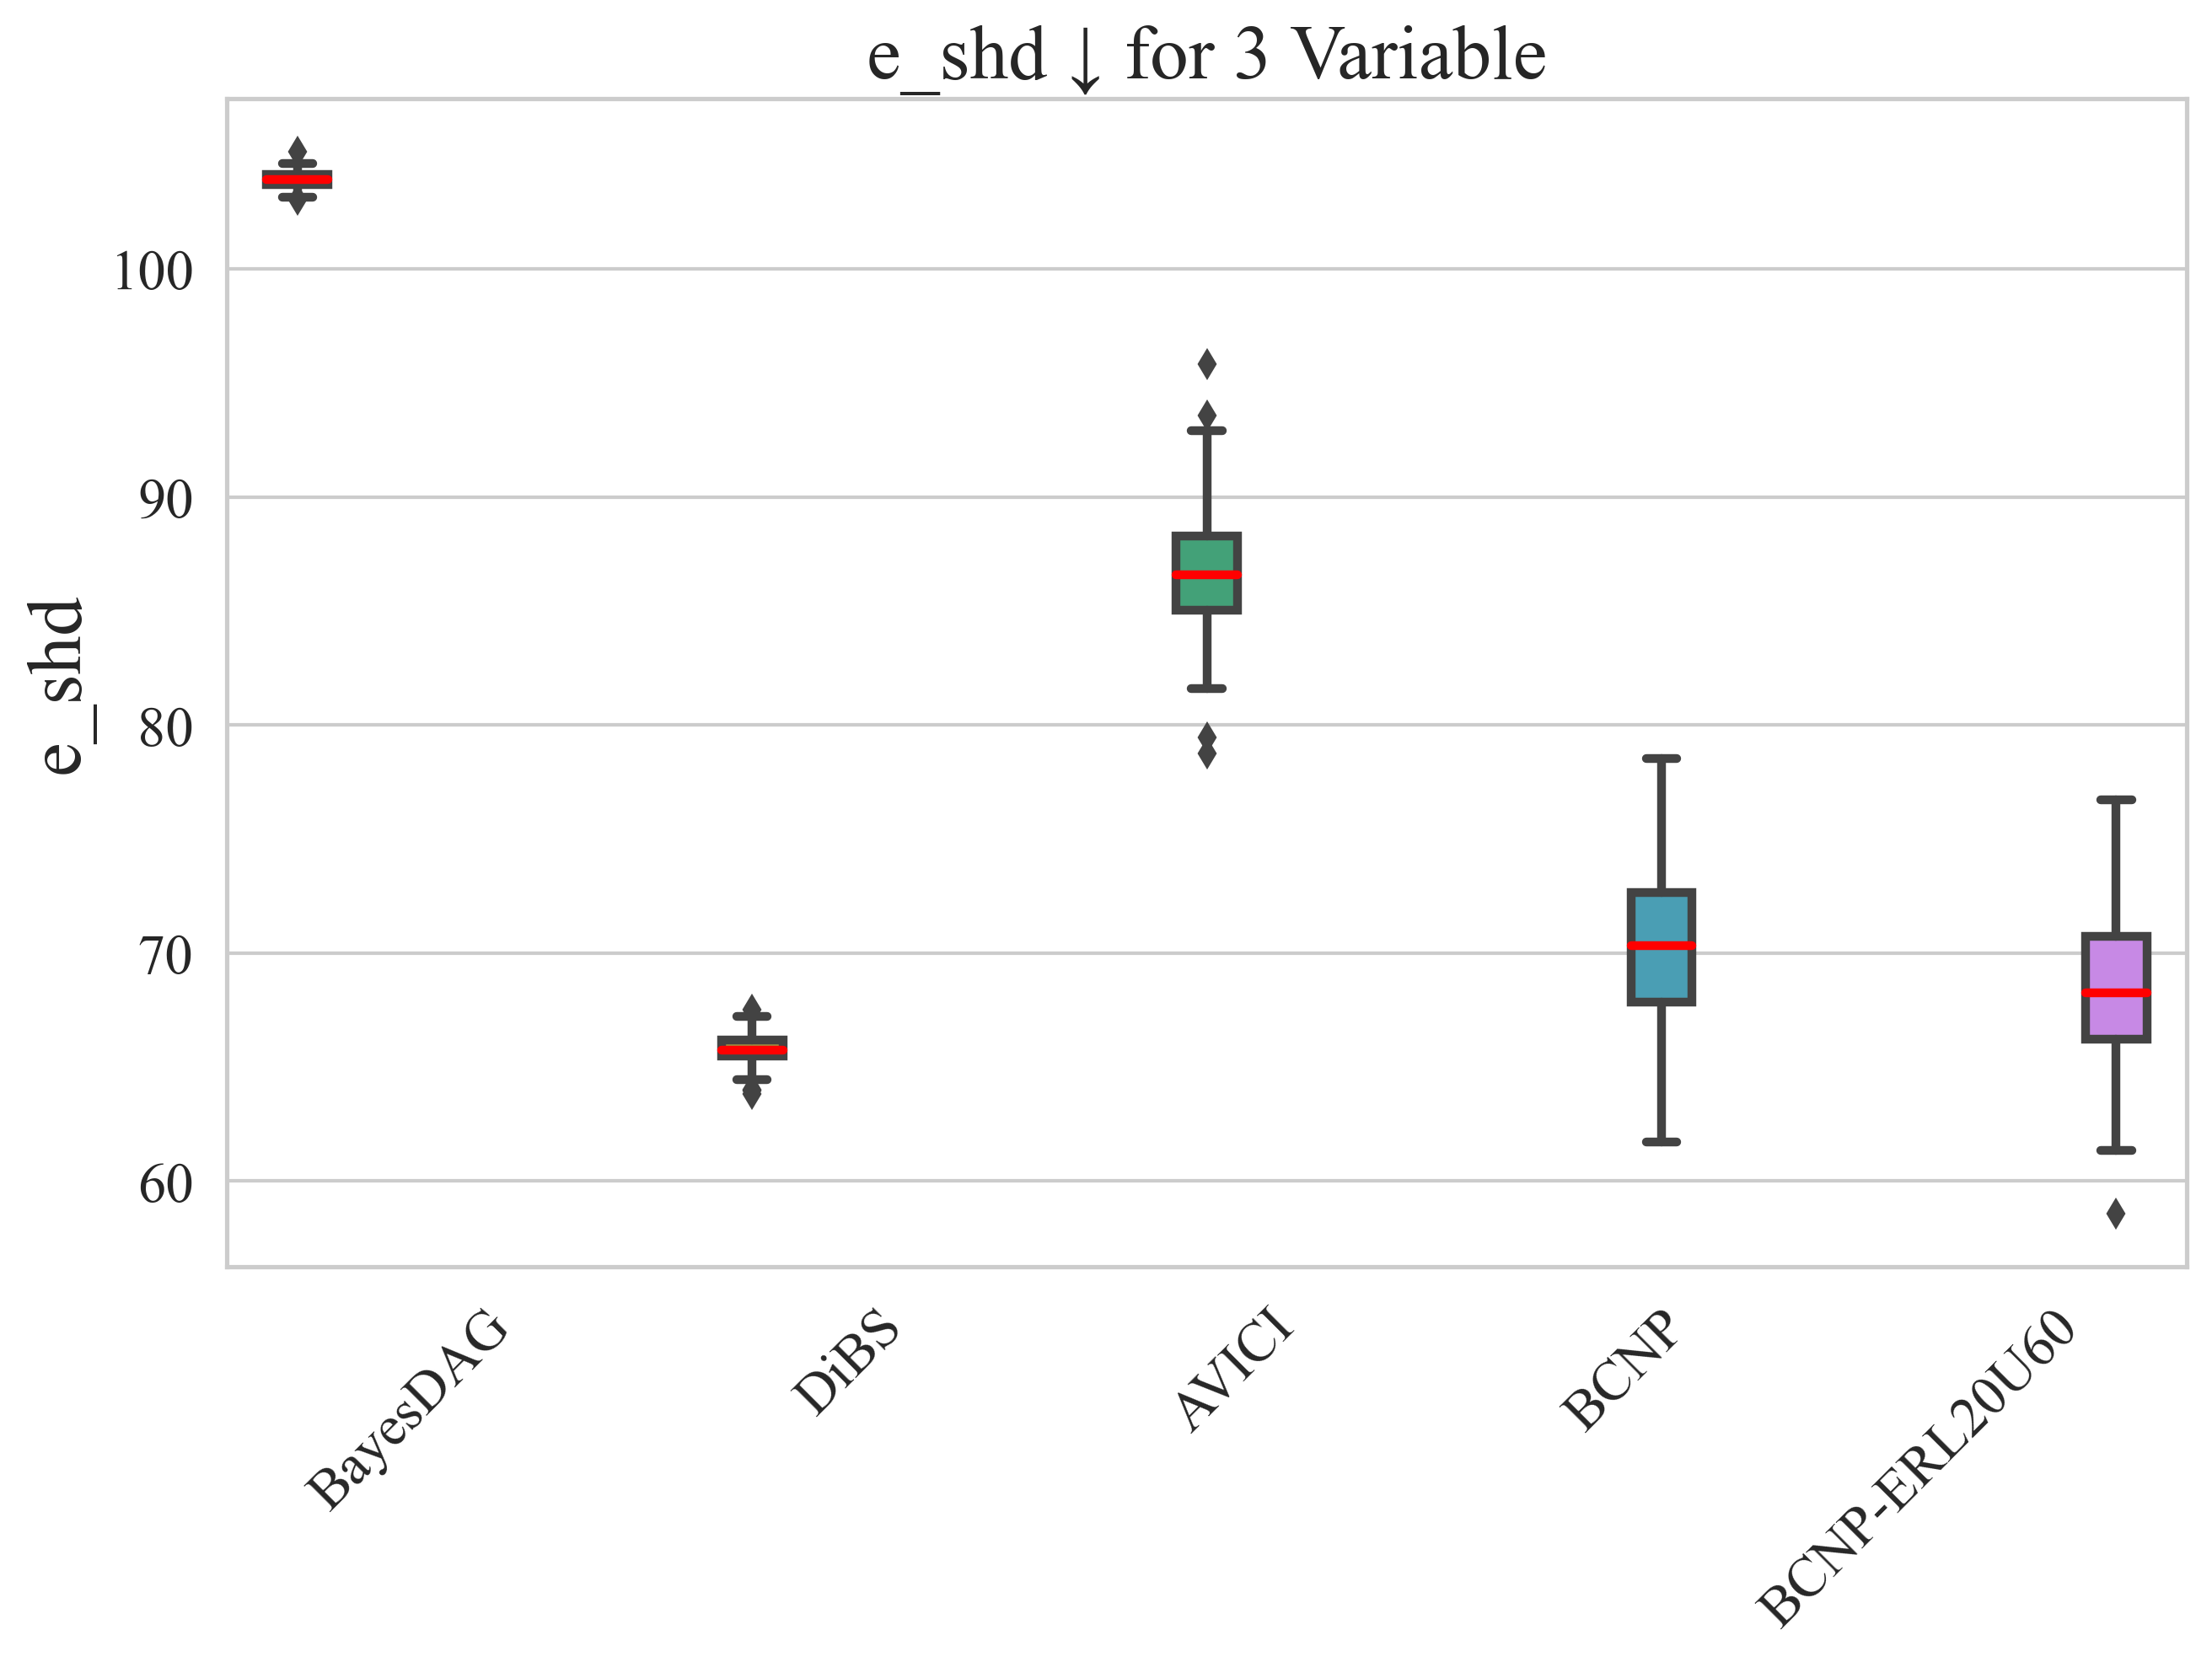 e_shd ↓ for 3 Variable
e_shd
100
90
80
70
60
BayesDAG
DiBS
AVICI
BCNP
BCNP-ERL20U60